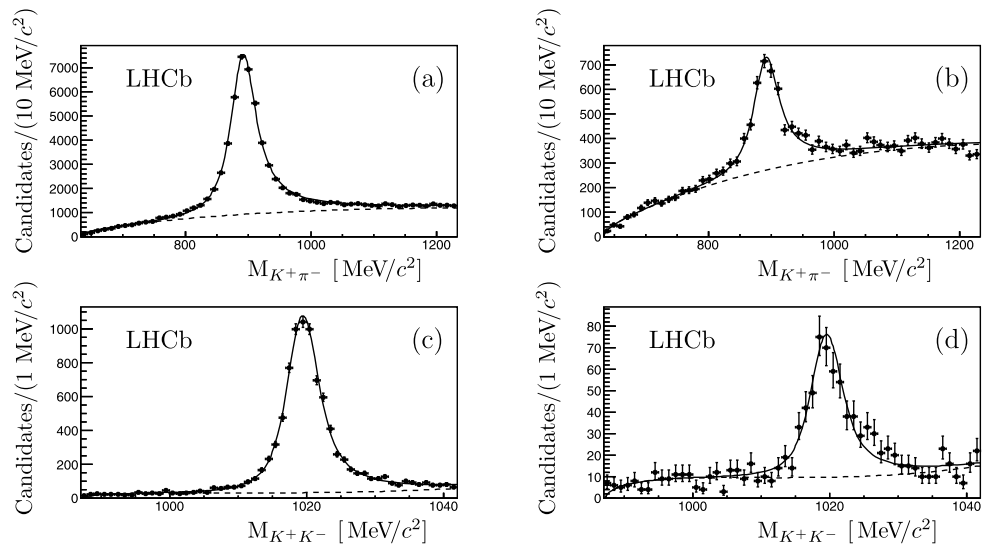 Candidates/(10 MeV/c²)
7000
6000
5000
4000
3000
2000
1000
0
LHCb
(a)
800
1000
1200
M_{K⁺π⁻} [MeV/c²]
Candidates/(10 MeV/c²)
700
600
500
400
300
200
100
0
LHCb
(b)
800
1000
1200
M_{K⁺π⁻} [MeV/c²]
Candidates/(1 MeV/c²)
1000
800
600
400
200
0
LHCb
(c)
1000
1020
1040
M_{K⁺K⁻} [MeV/c²]
Candidates/(1 MeV/c²)
80
70
60
50
40
30
20
10
0
LHCb
(d)
1000
1020
1040
M_{K⁺K⁻} [MeV/c²]